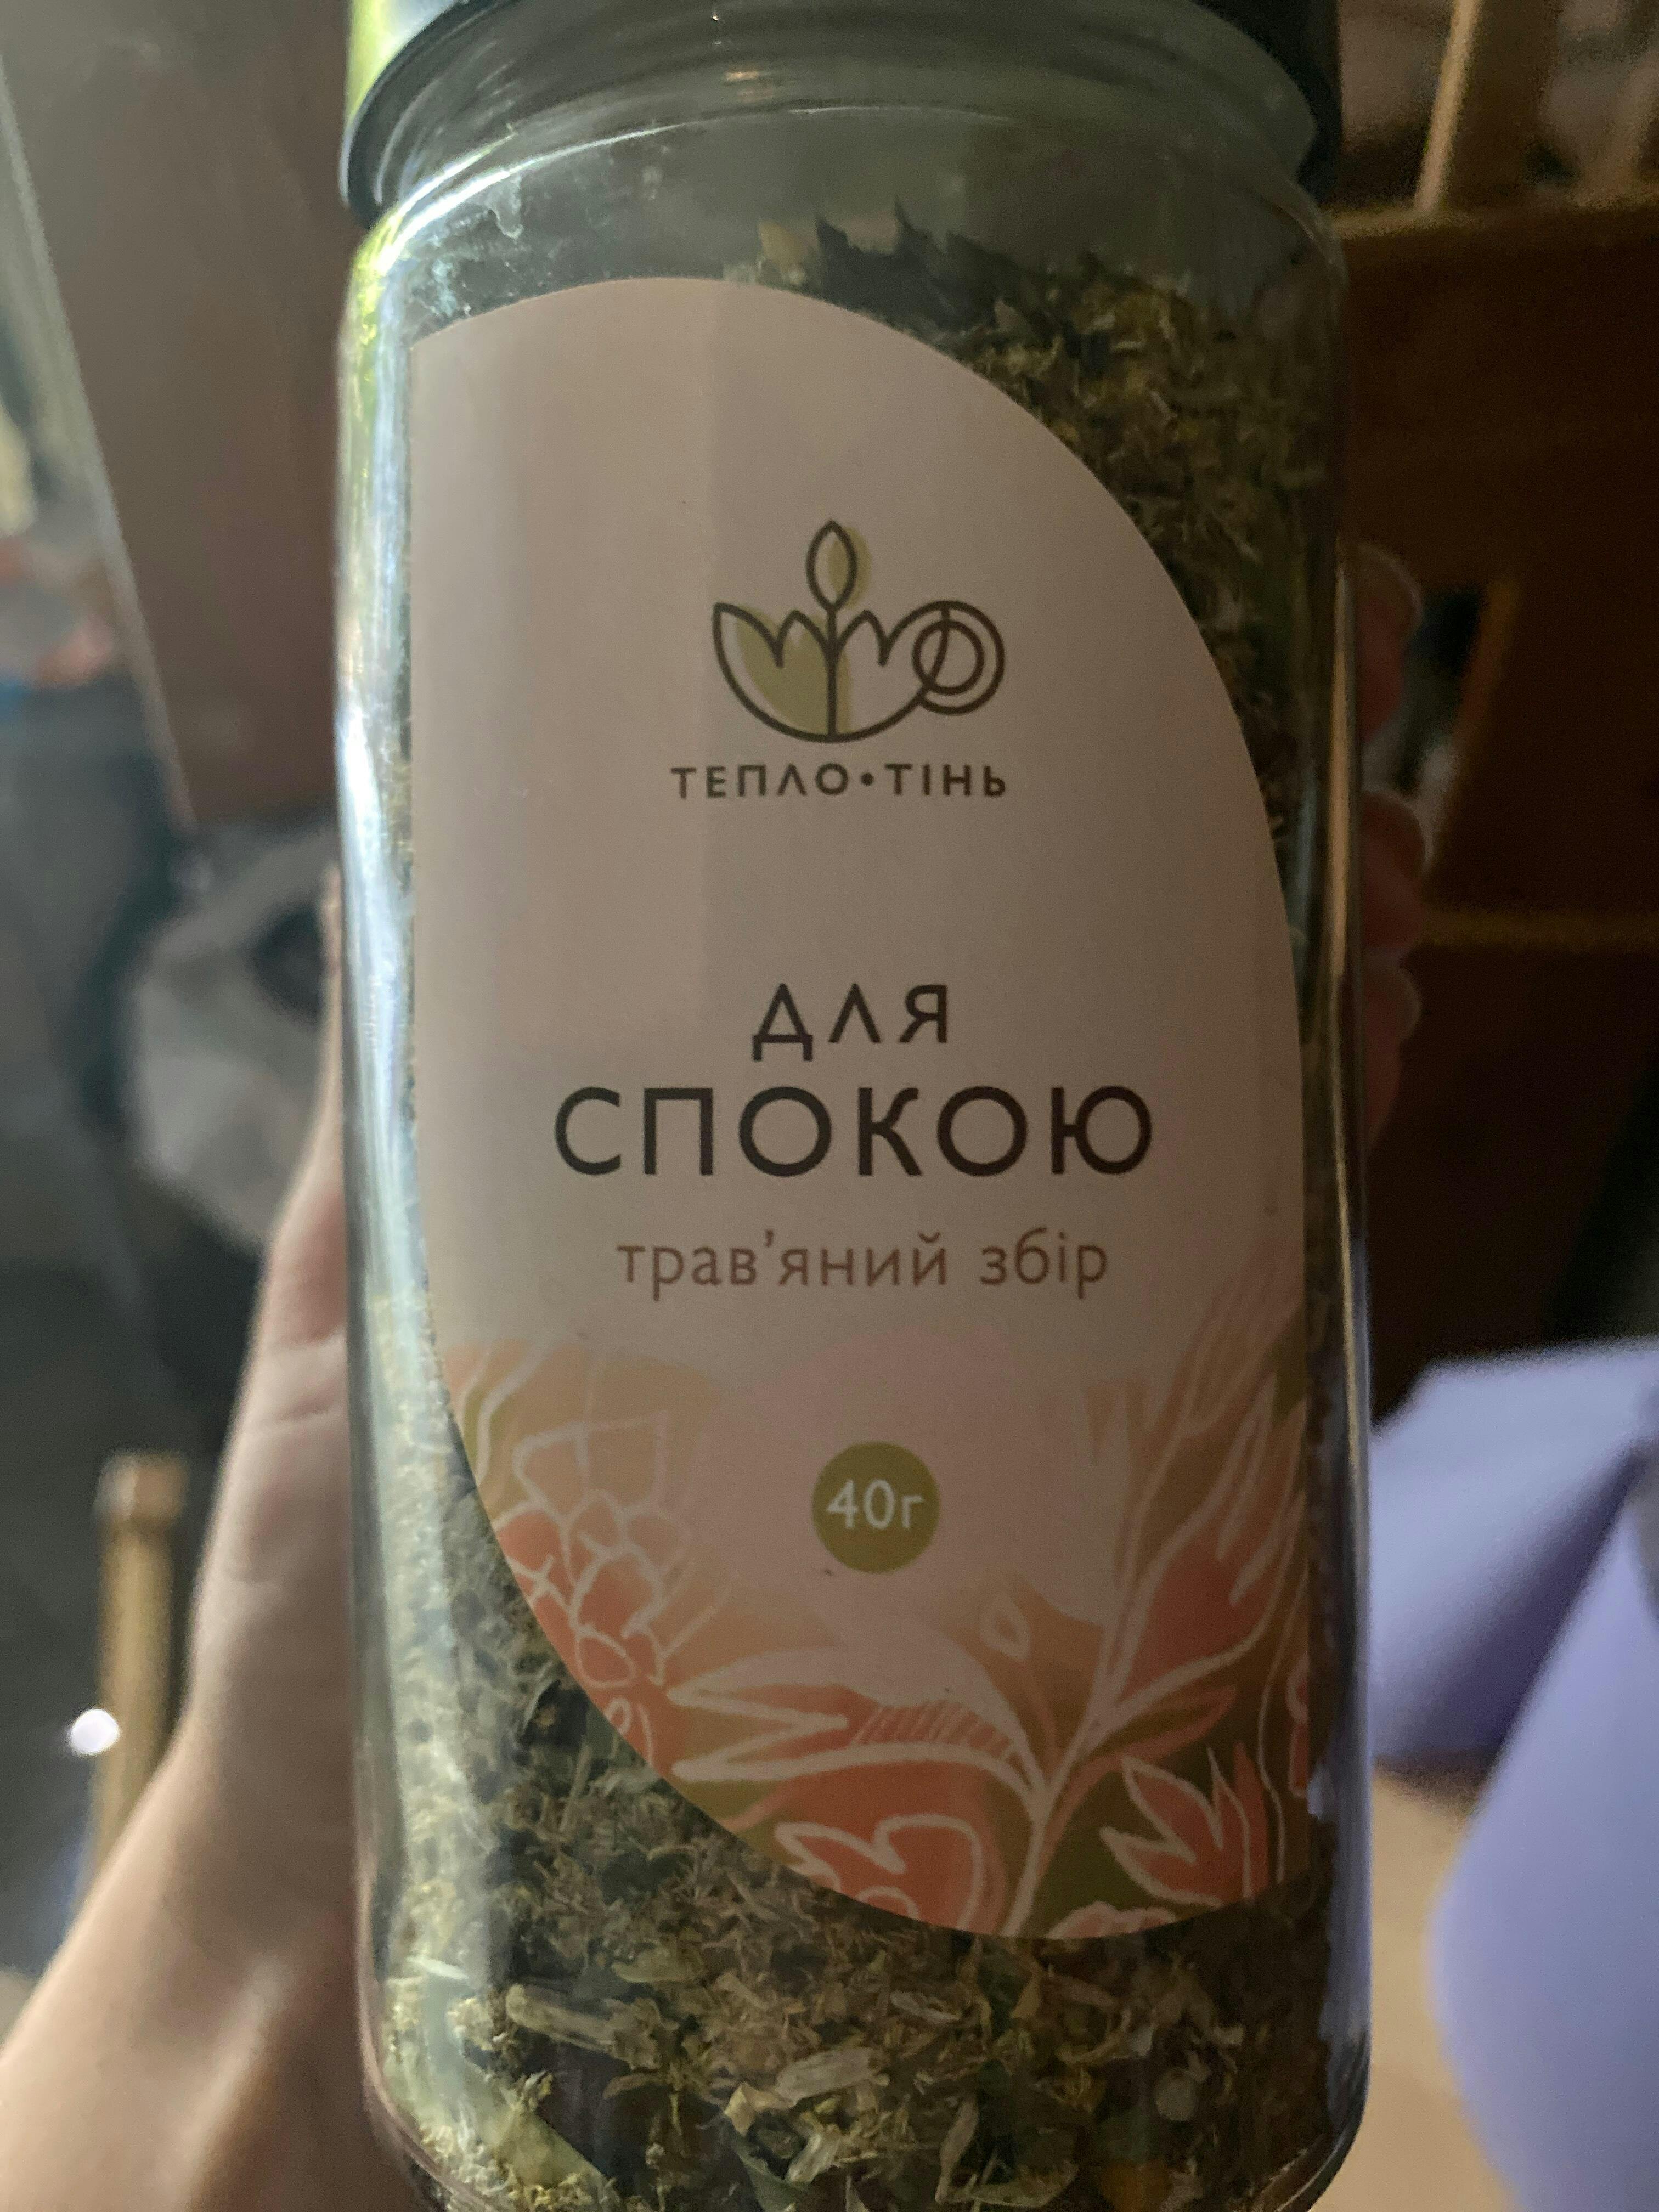 ТЕПЛО•ТІНЬ
ДЛЯ
СПОКОЮ
трав’яний збір
40г